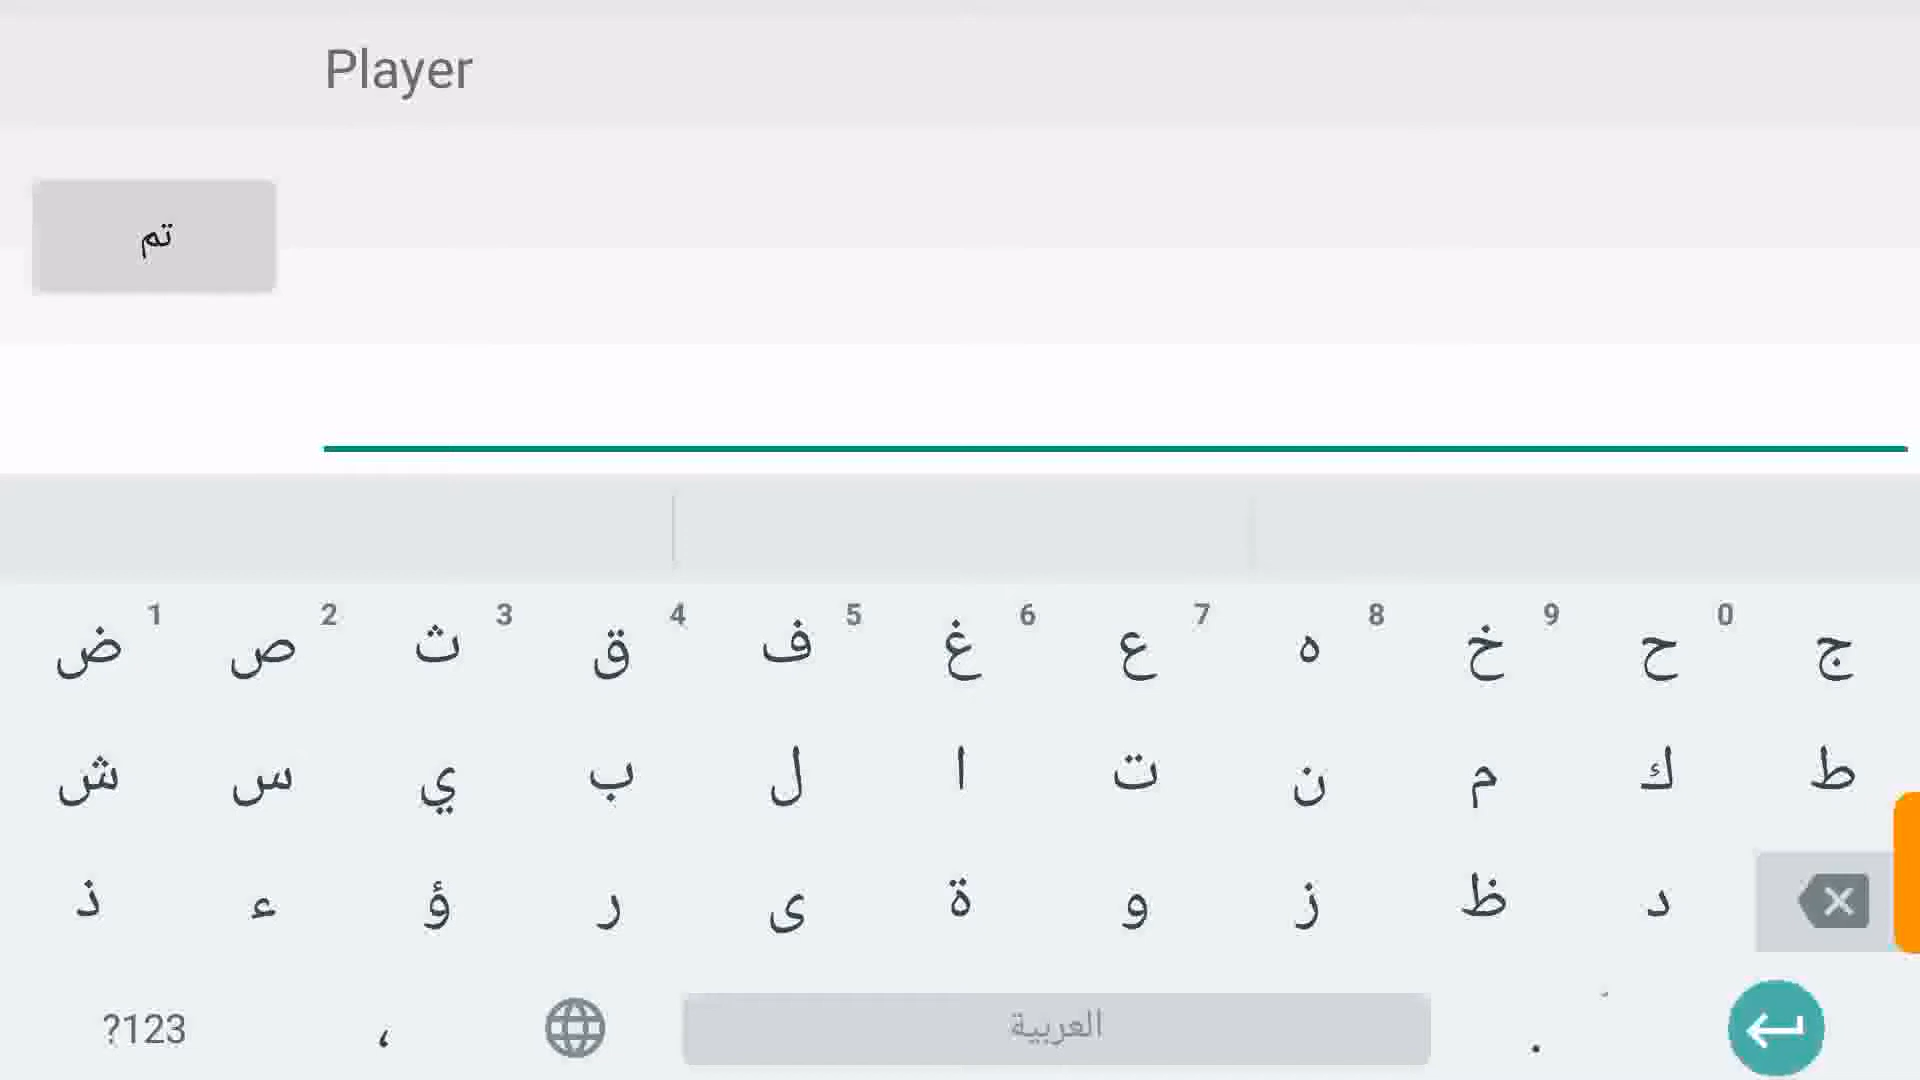 Player
تم
1 2 3 4 5 6 7 8 9 0
ض ص ث ق ف غ ع ه خ ح ج
ش س ي ب ل ا ت ن م ك ط
ذ ء ؤ ر ى ة و ز ظ د
?123 ، العربية .